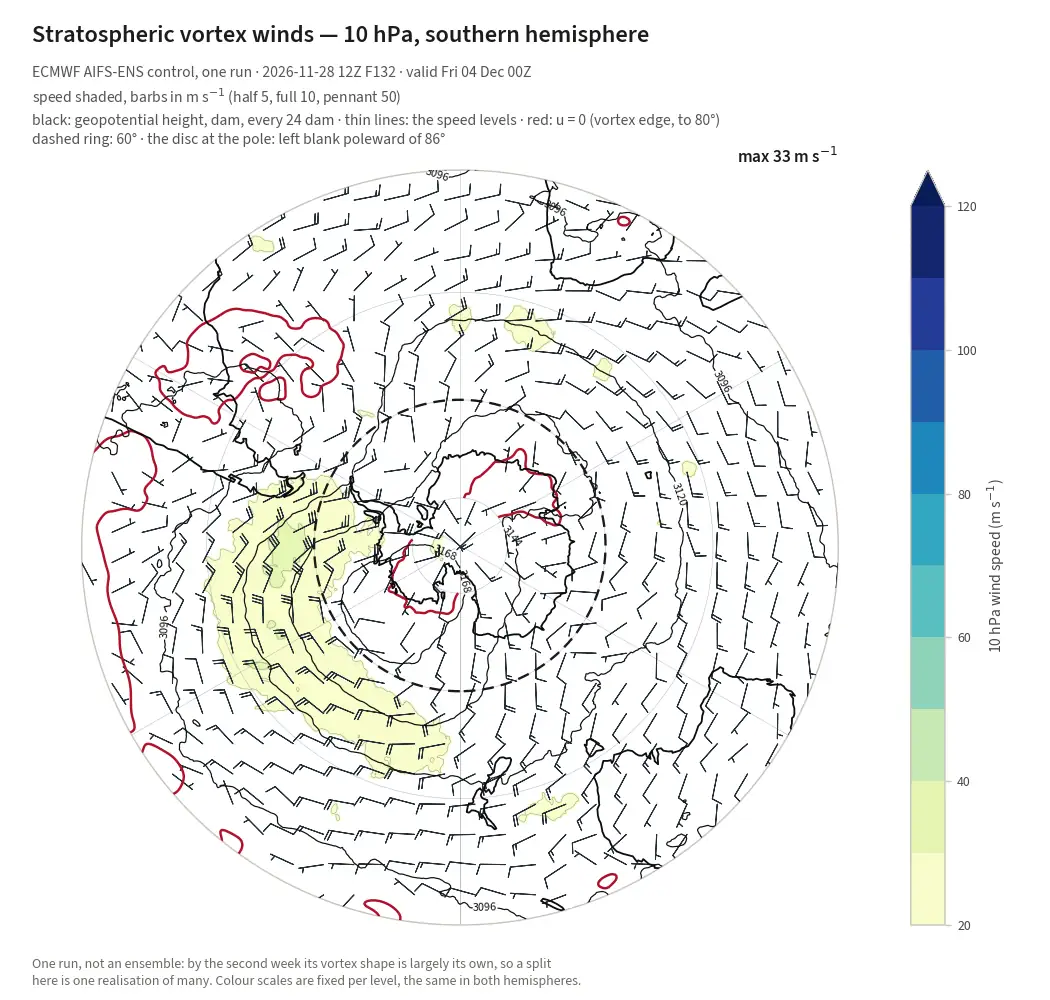 Stratospheric vortex winds — 10 hPa, southern hemisphere
ECMWF AIFS-ENS control, one run · 2026-11-28 12Z F132 · valid Fri 04 Dec 00Z
speed shaded, barbs in m s⁻¹ (half 5, full 10, pennant 50)
black: geopotential height, dam, every 24 dam · thin lines: the speed levels · red: u = 0 (vortex edge, to 80°)
dashed ring: 60° · the disc at the pole: left blank poleward of 86°
max 33 m s⁻¹
3096
3096
3096
3120
3144
3168
3168
3096
3096
120
100
80
60
40
20
10 hPa wind speed (m s⁻¹)
One run, not an ensemble: by the second week its vortex shape is largely its own, so a split
here is one realisation of many. Colour scales are fixed per level, the same in both hemispheres.